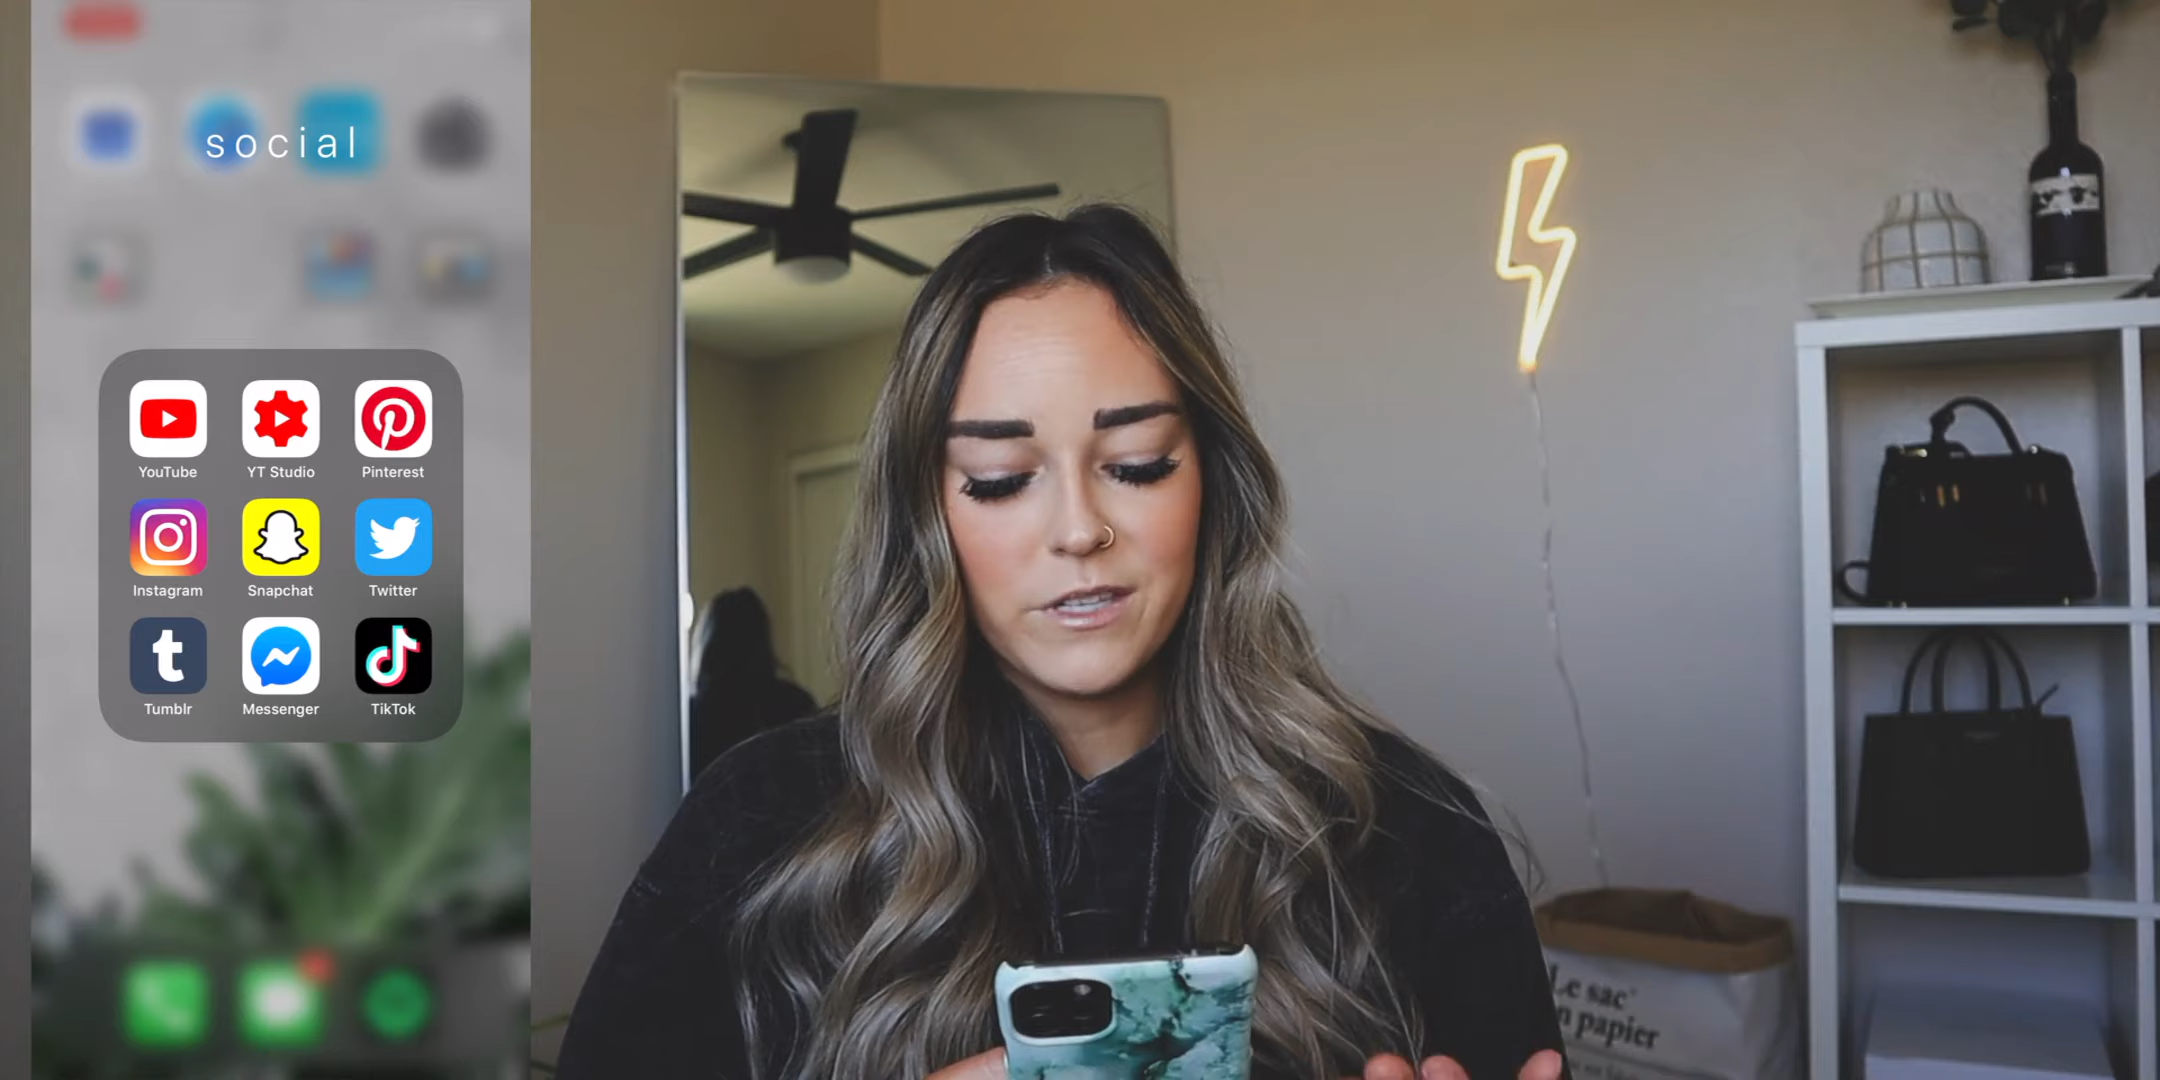 social
YouTube
YT Studio
Pinterest
Instagram
Snapchat
Twitter
Tumblr
Messenger
TikTok
Le sac
papier